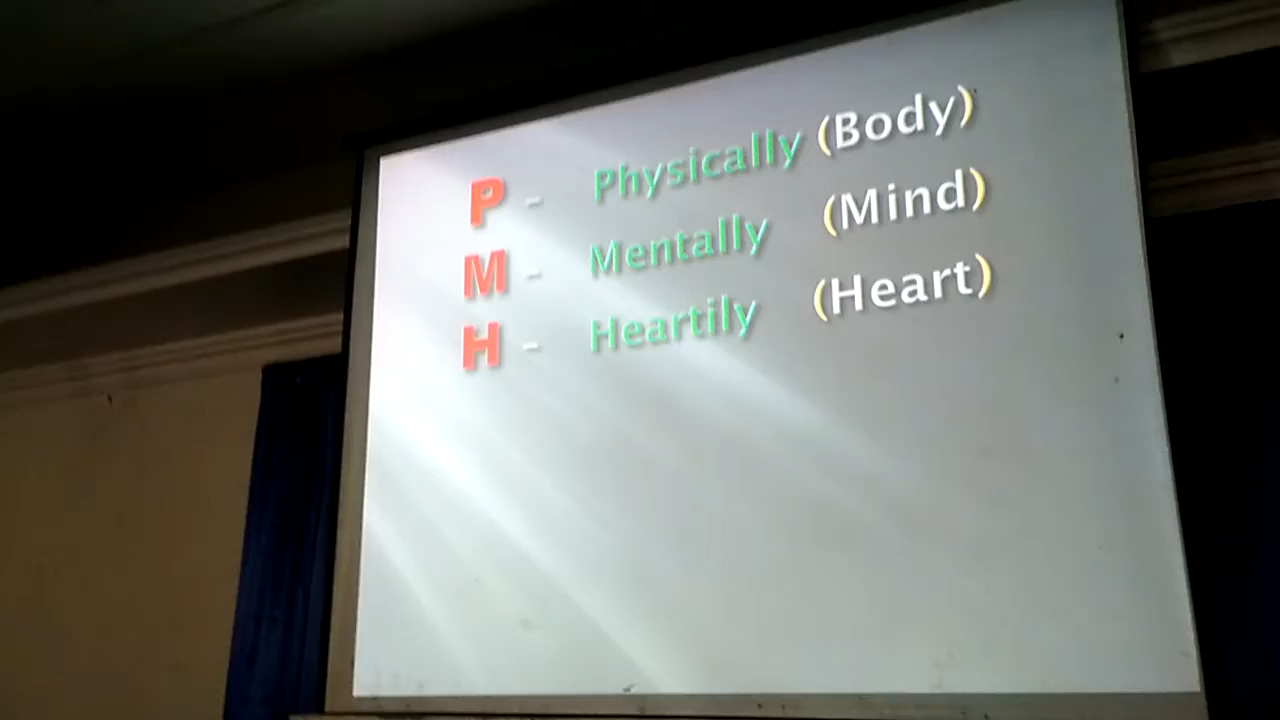 P - Physically (Body)
M - Mentally (Mind)
H - Heartily (Heart)